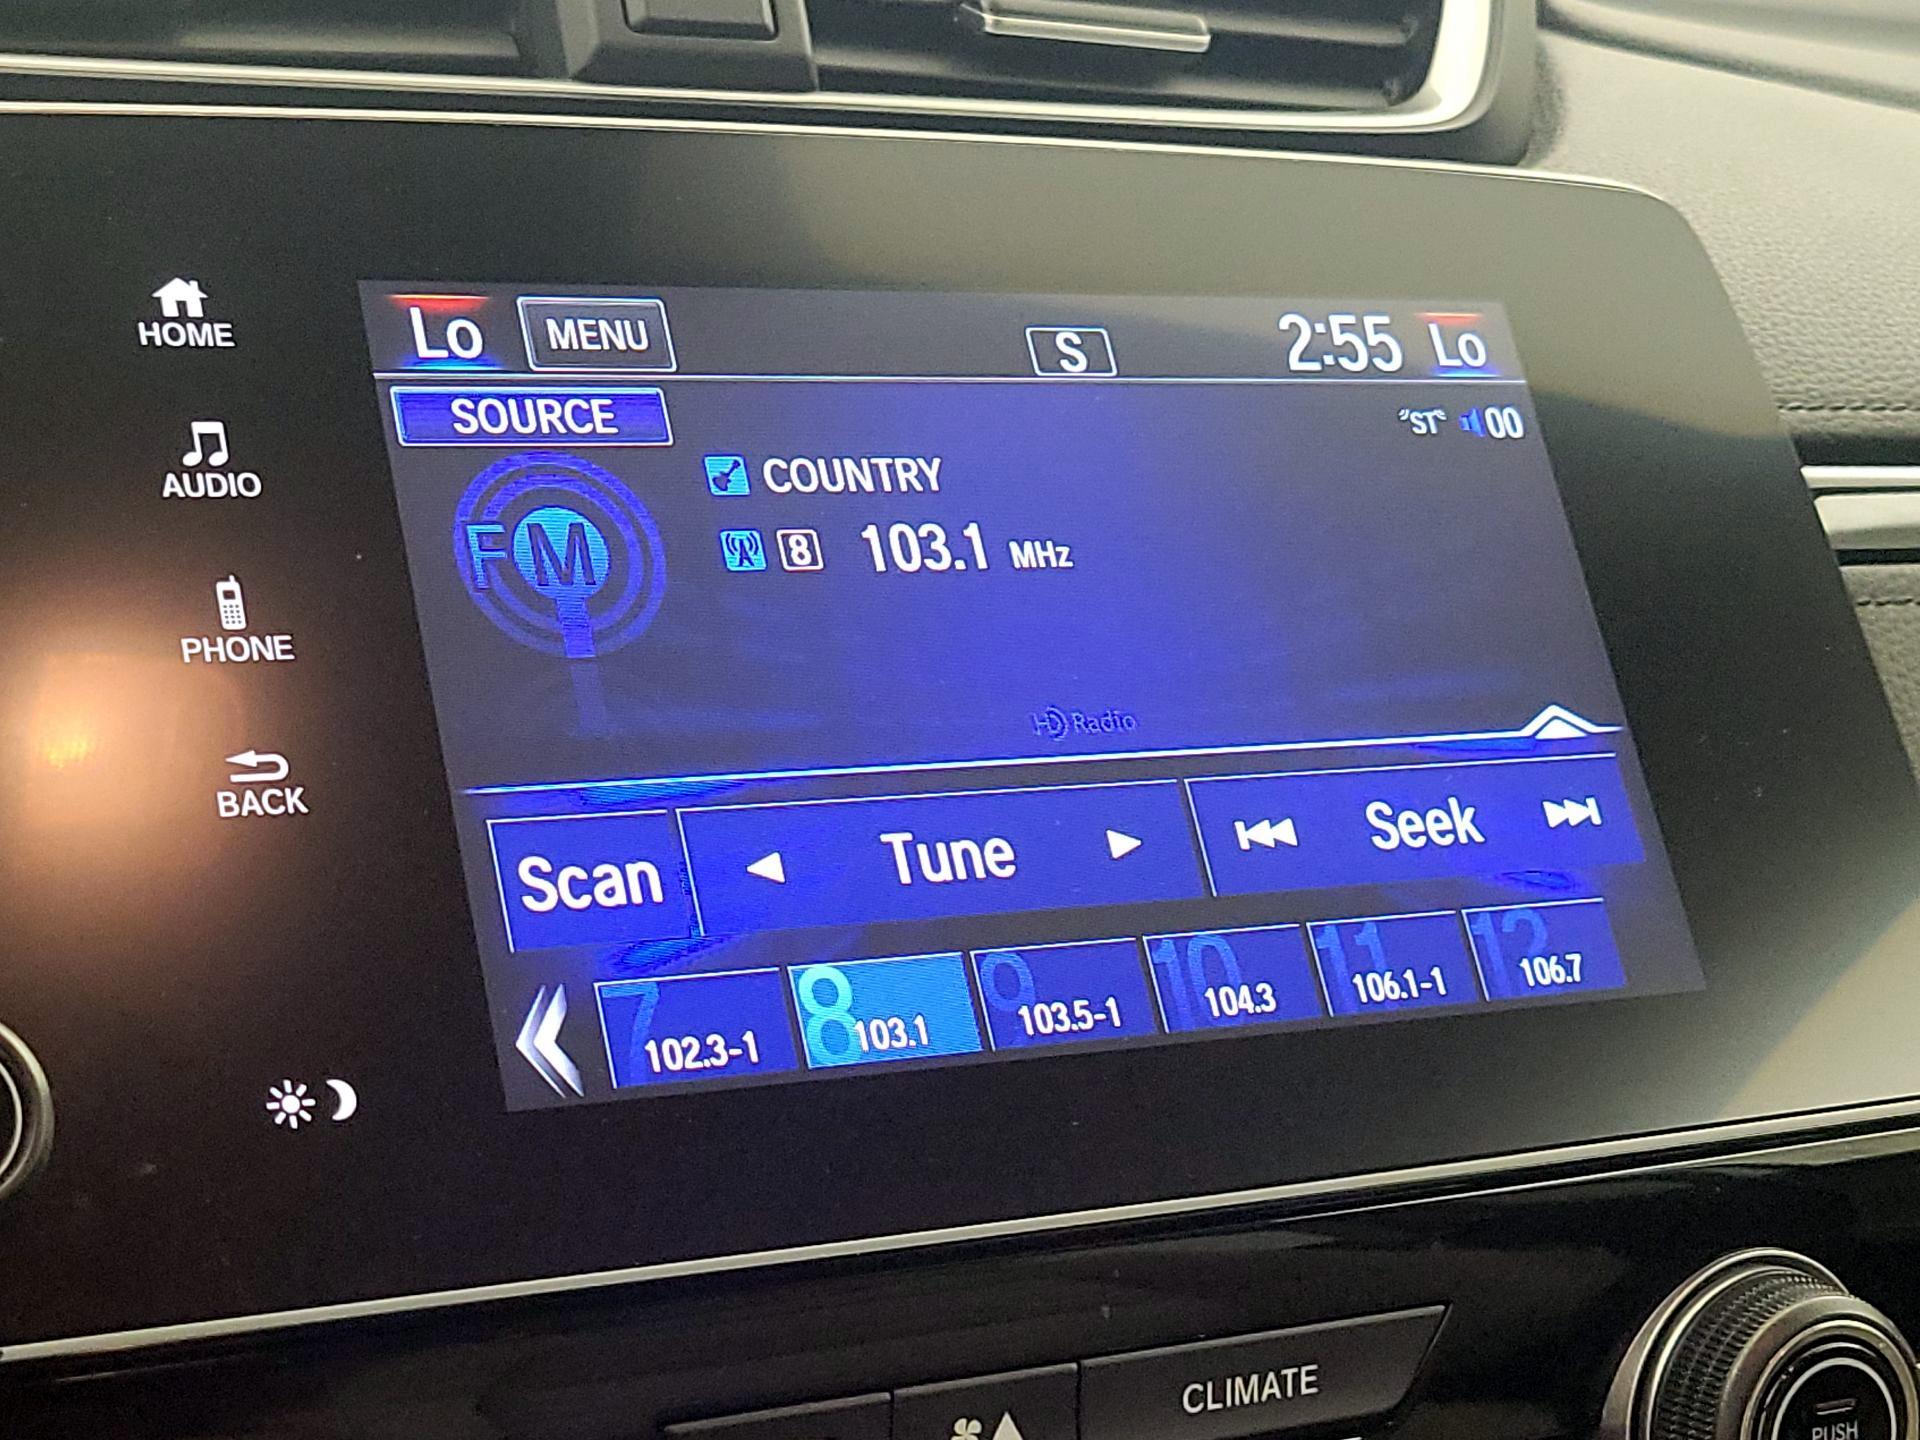 HOME
AUDIO
PHONE
BACK
Lo MENU S 2:55 Lo
SOURCE
"ST" 00
FM
COUNTRY
8 103.1 MHz
HD Radio
Scan Tune Seek
7 102.3-1
8 103.1
9 103.5-1
10 104.3
11 106.1-1
12 106.7
CLIMATE
PUSH